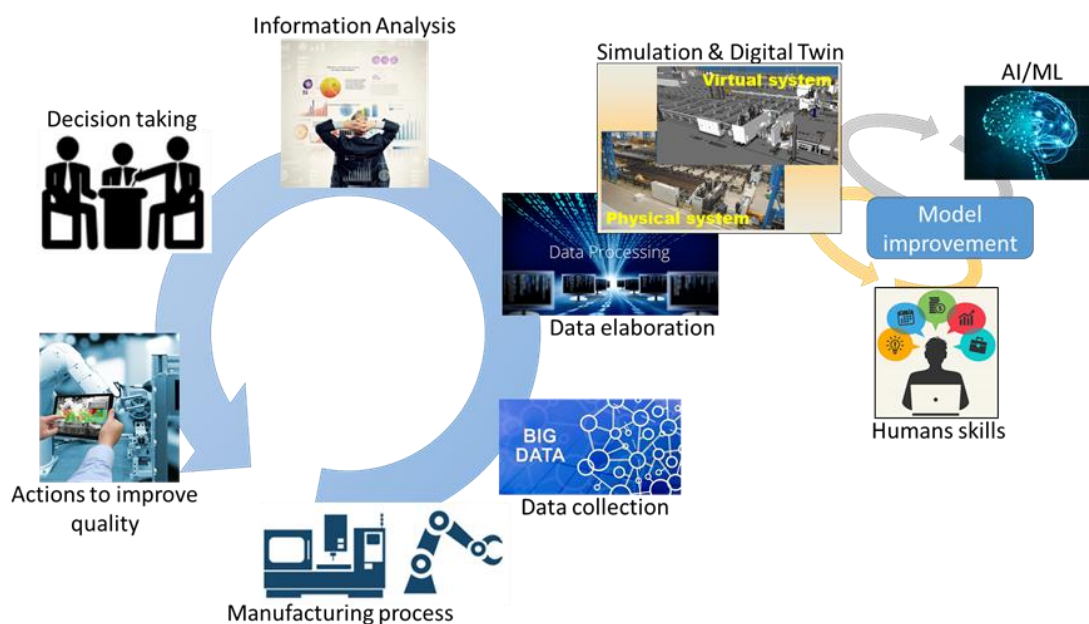 Information Analysis
Simulation & Digital Twin
Virtual system
Physical system
AI/ML
Decision taking
Model
improvement
Data Processing
Data elaboration
BIG
DATA
Data collection
Humans skills
Actions to improve
quality
Manufacturing process